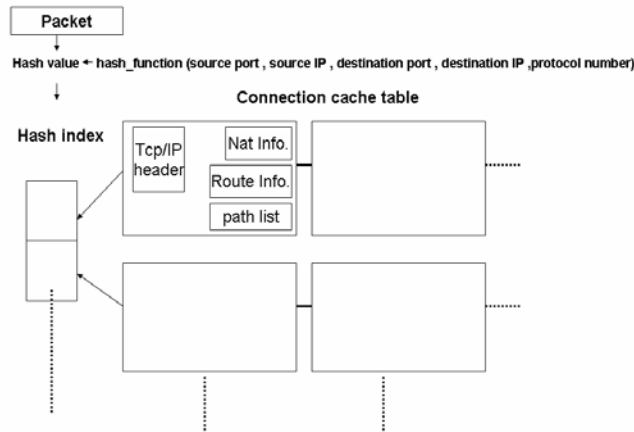 Packet
Hash value ← hash_function (source port , source IP , destination port , destination IP ,protocol number)
Connection cache table
Hash index
Tcp/IP
header
Nat Info.
Route Info.
path list